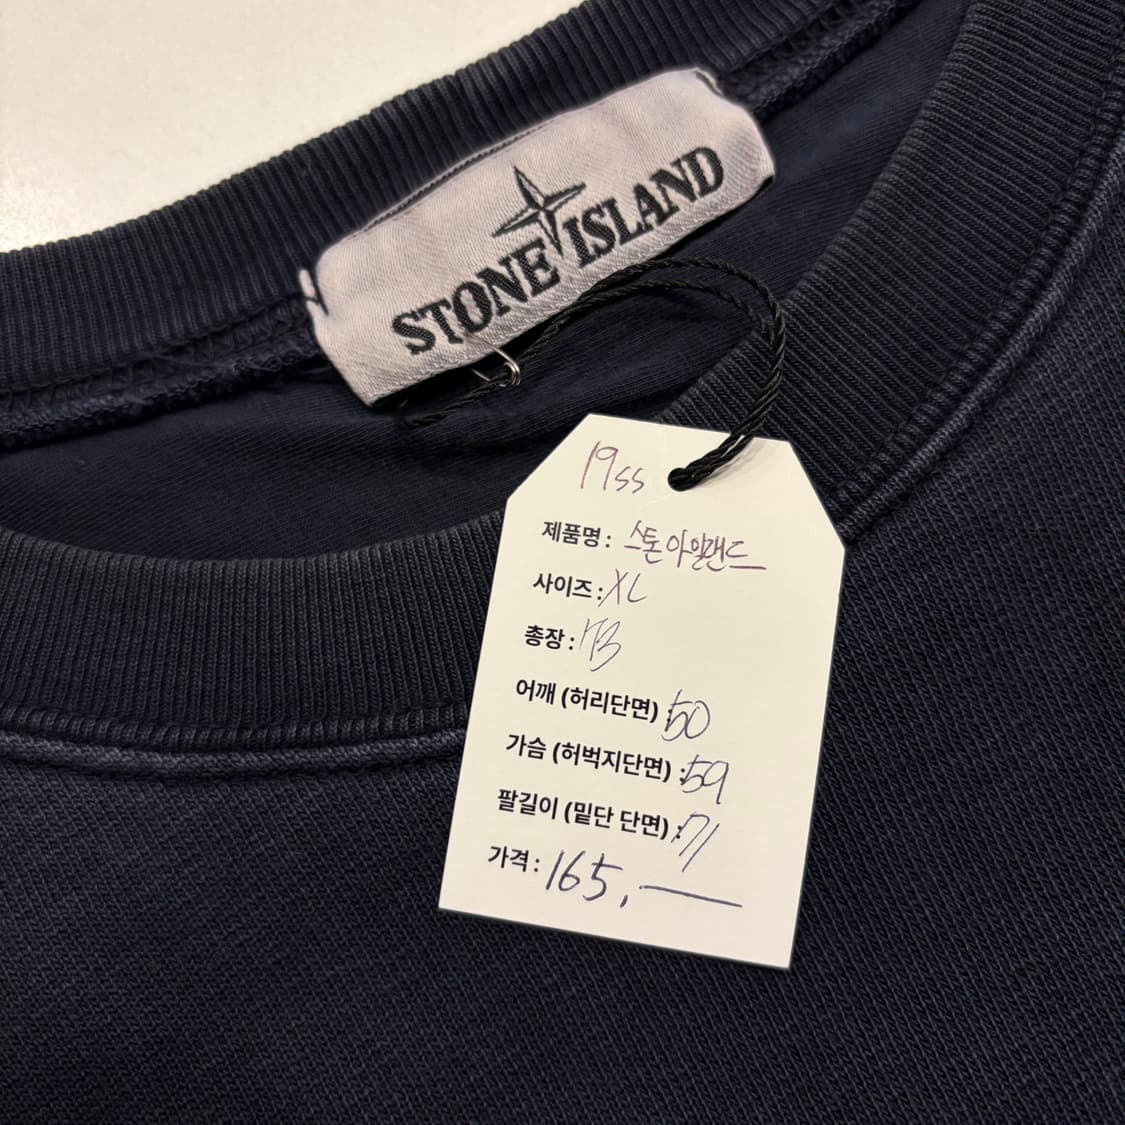 STONE ISLAND
19ss
제품명 : 스톤아일랜드
사이즈 : XL
총장 : 73
어깨 (허리단면) : 50
가슴 (허벅지단면) : 59
팔길이 (밑단 단면) : 71
가격 : 165,—